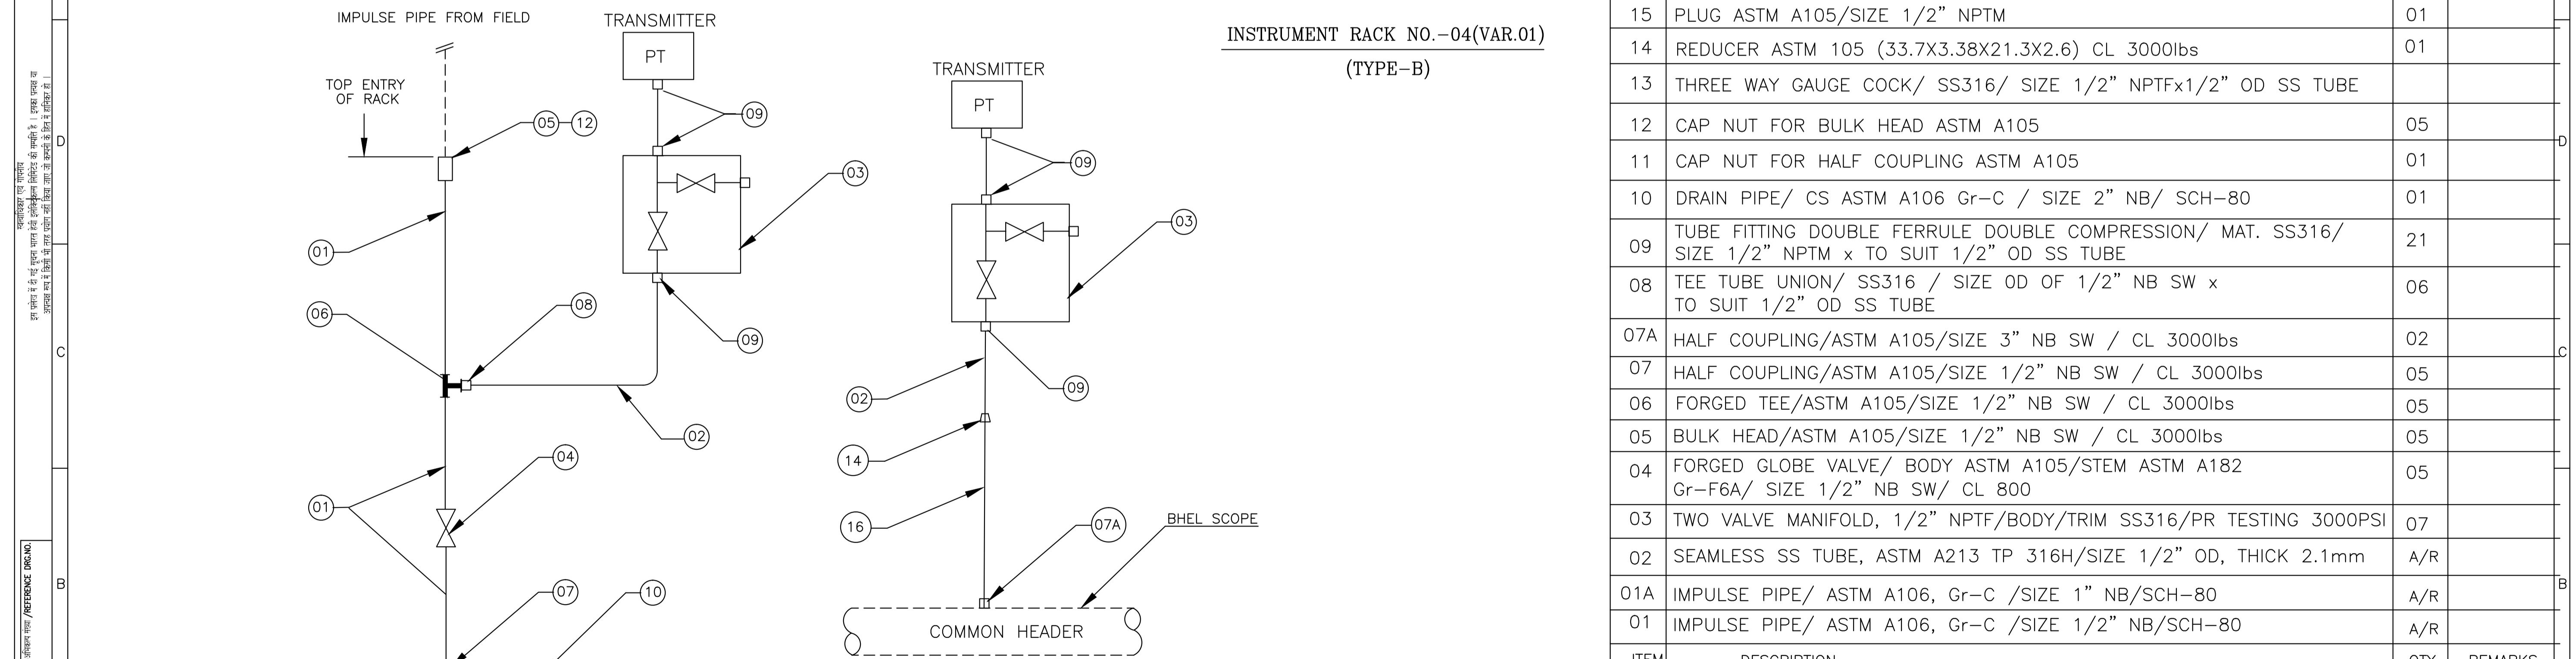 IMPULSE PIPE FROM FIELD
TOP ENTRY
OF RACK
05
12
01
06
08
01
04
07
10
TRANSMITTER
PT
09
03
09
02
TRANSMITTER
PT
09
03
09
02
14
16
07A
BHEL SCOPE
COMMON HEADER
INSTRUMENT RACK NO.-04(VAR.01)
(TYPE-B)
15 PLUG ASTM A105/SIZE 1/2" NPTM 01
14 REDUCER ASTM 105 (33.7X3.38X21.3X2.6) CL 3000lbs 01
13 THREE WAY GAUGE COCK/ SS316/ SIZE 1/2" NPTFx1/2" OD SS TUBE
12 CAP NUT FOR BULK HEAD ASTM A105 05
11 CAP NUT FOR HALF COUPLING ASTM A105 01
10 DRAIN PIPE/ CS ASTM A106 Gr-C / SIZE 2" NB/ SCH-80 01
09 TUBE FITTING DOUBLE FERRULE DOUBLE COMPRESSION/ MAT. SS316/ 21
SIZE 1/2" NPTM x TO SUIT 1/2" OD SS TUBE
08 TEE TUBE UNION/ SS316 / SIZE OD OF 1/2" NB SW x 06
TO SUIT 1/2" OD SS TUBE
07A HALF COUPLING/ASTM A105/SIZE 3" NB SW / CL 3000lbs 02
07 HALF COUPLING/ASTM A105/SIZE 1/2" NB SW / CL 3000lbs 05
06 FORGED TEE/ASTM A105/SIZE 1/2" NB SW / CL 3000lbs 05
05 BULK HEAD/ASTM A105/SIZE 1/2" NB SW / CL 3000lbs 05
04 FORGED GLOBE VALVE/ BODY ASTM A105/STEM ASTM A182 05
Gr-F6A/ SIZE 1/2" NB SW/ CL 800
03 TWO VALVE MANIFOLD, 1/2" NPTF/BODY/TRIM SS316/PR TESTING 3000PSI 07
02 SEAMLESS SS TUBE, ASTM A213 TP 316H/SIZE 1/2" OD, THICK 2.1mm A/R
01A IMPULSE PIPE/ ASTM A106, Gr-C /SIZE 1" NB/SCH-80 A/R
01 IMPULSE PIPE/ ASTM A106, Gr-C /SIZE 1/2" NB/SCH-80 A/R
ITEM DESCRIPTION QTY REMARKS
D
C
B
D
C
B
/REFERENCE DRG.NO.